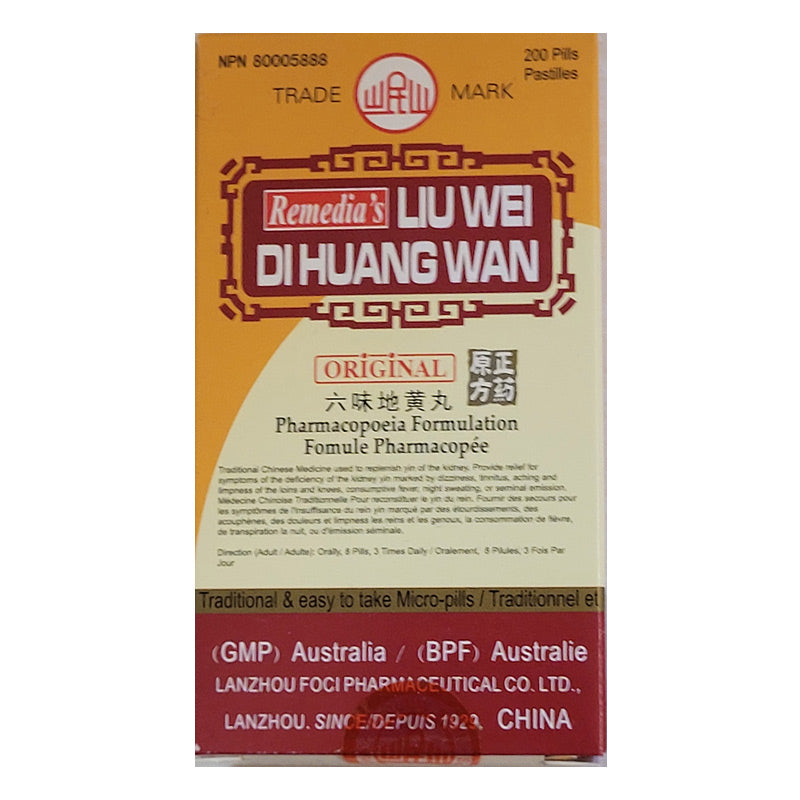 NPN 80005888
200 Pills
Pastilles
TRADE MARK
Remedia's LIU WEI
DI HUANG WAN
ORIGINAL
原正
方药
六味地黄丸
Pharmacopoeia Formulation
Fomule Pharmacopée
Traditional Chinese Medicine used to replenish yin of the kidney. Provide relief for
symptoms of the deficiency of the kidney yin marked by dizziness, tinnitus, aching and
limpness of the loins and knees, consumptive fever, night sweating, or seminal emission.
Médecine Chinoise Traditionnelle Pour reconstituer le yin du rein. Fournir des secours pour
les symptômes de l'insuffisance du rein yin marqué par des étourdissements, des
acouphènes, des douleurs et limpness les reins et les genoux, la consommation de fièvre,
de transpiration la nuit, ou d'émission séminale.
Direction (Adult / Adulte): Orally, 8 Pills, 3 Times Daily / Oralement, 8 Pilules, 3 Fois Par
Jour
Traditional & easy to take Micro-pills / Traditionnel et
(GMP) Australia / (BPF) Australie
LANZHOU FOCI PHARMACEUTICAL CO. LTD.,
LANZHOU. SINCE/DEPUIS 1929, CHINA